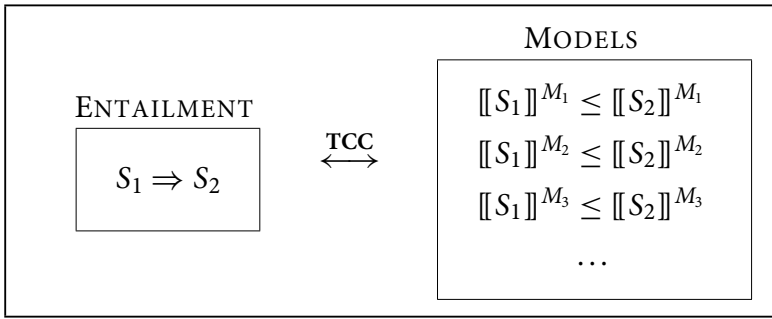 MODELS
ENTAILMENT
S₁ ⇒ S₂
TCC
⟷
⟦S₁⟧^M₁ ≤ ⟦S₂⟧^M₁
⟦S₁⟧^M₂ ≤ ⟦S₂⟧^M₂
⟦S₁⟧^M₃ ≤ ⟦S₂⟧^M₃
...